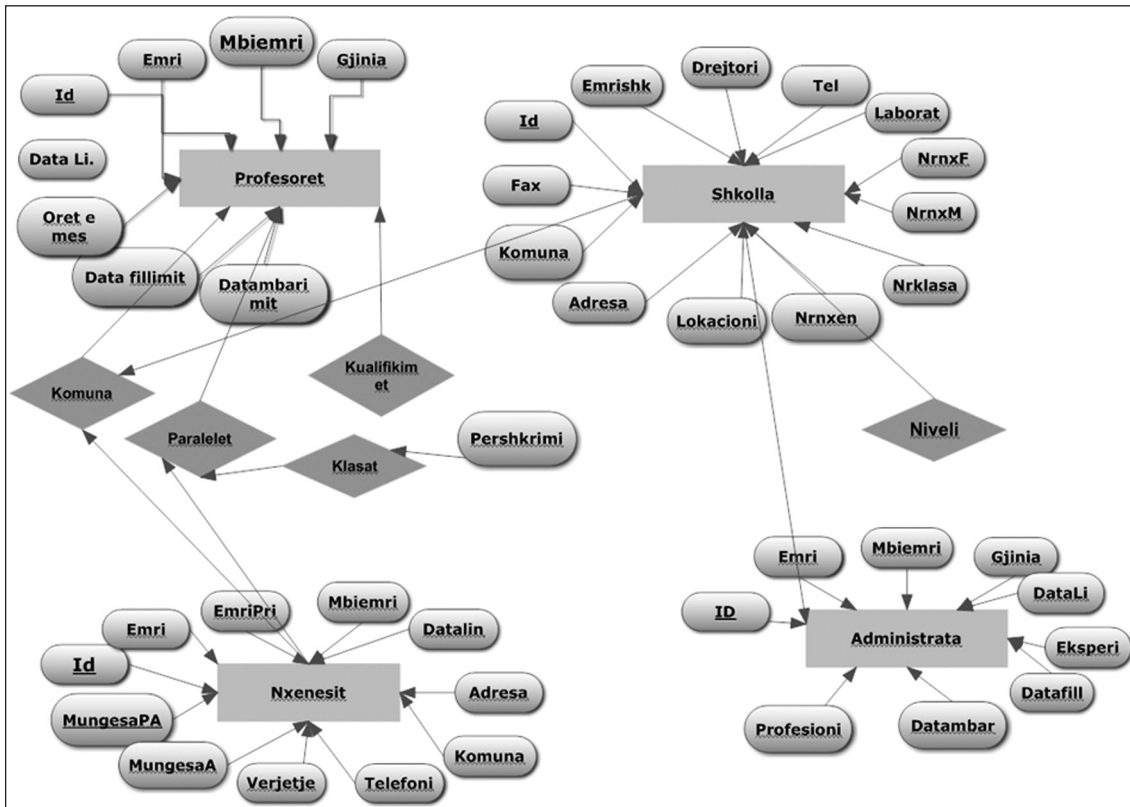 Mbiemri
Emri
Gjinia
Id
Data Li.
Profesoret
Oret e
mes
Data fillimit
Datambari
mit
Drejtori
Emrishk
Tel
Id
Laborat
Fax
NrnxF
Shkolla
NrnxM
Komuna
Nrklasa
Adresa
Lokacioni
Nrnxen
Komuna
Kualifikim
et
Paralelet
Klasat
Pershkrimi
Niveli
EmriPri
Mbiemri
Emri
Datalin
Id
Nxenesit
Adresa
MungesaPA
MungesaA
Komuna
Verjetje
Telefoni
Emri
Mbiemri
Gjinia
DataLi
ID
Administrata
Eksperi
Datafill
Profesioni
Datambar